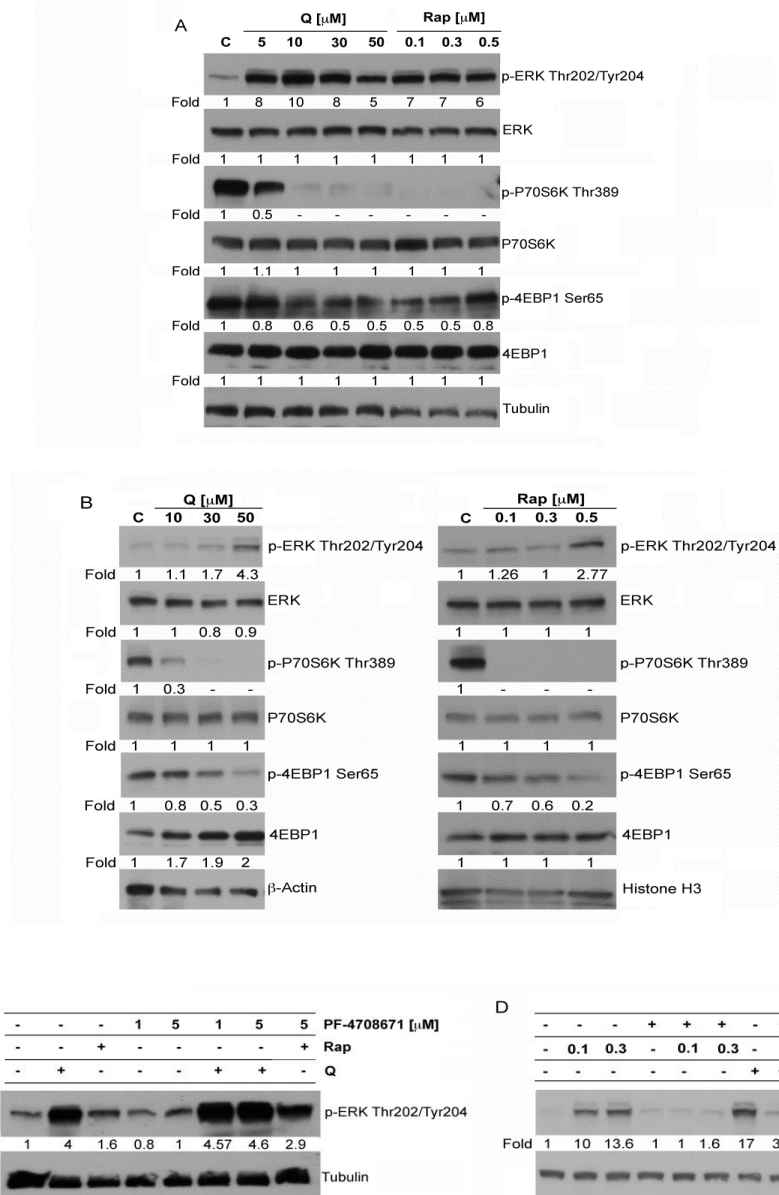 A
Q [µM] Rap [µM]
C 5 10 30 50 0.1 0.3 0.5
p-ERK Thr202/Tyr204
Fold 1 8 10 8 5 7 7 6
ERK
Fold 1 1 1 1 1 1 1 1
p-P70S6K Thr389
Fold 1 0.5 - - - - - -
P70S6K
Fold 1 1.1 1 1 1 1 1 1
p-4EBP1 Ser65
Fold 1 0.8 0.6 0.5 0.5 0.5 0.5 0.8
4EBP1
Fold 1 1 1 1 1 1 1 1
Tubulin
B
Q [µM]
C 10 30 50
p-ERK Thr202/Tyr204
Fold 1 1.1 1.7 4.3
ERK
Fold 1 1 0.8 0.9
p-P70S6K Thr389
Fold 1 0.3 - -
P70S6K
Fold 1 1 1 1
p-4EBP1 Ser65
Fold 1 0.8 0.5 0.3
4EBP1
Fold 1 1.7 1.9 2
β-Actin
Rap [µM]
C 0.1 0.3 0.5
p-ERK Thr202/Tyr204
1 1.26 1 2.77
ERK
1 1 1 1
p-P70S6K Thr389
1 - - -
P70S6K
1 1 1 1
p-4EBP1 Ser65
1 0.7 0.6 0.2
4EBP1
1 1 1 1
Histone H3
- - - 1 5 1 5 5 PF-4708671 [µM]
- - + - - - - + Rap
- + - - - + + - Q
p-ERK Thr202/Tyr204
1 4 1.6 0.8 1 4.57 4.6 2.9
Tubulin
D
- - - + + + -
- 0.1 0.3 - 0.1 0.3 -
- - - - - - +
Fold 1 10 13.6 1 1 1.6 17 3